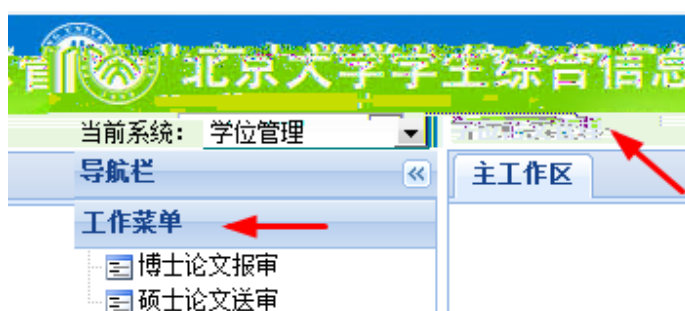 北京大学学生综合信息
当前系统： 学位管理
导航栏
主工作区
工作菜单
博士论文报审
硕士论文送审